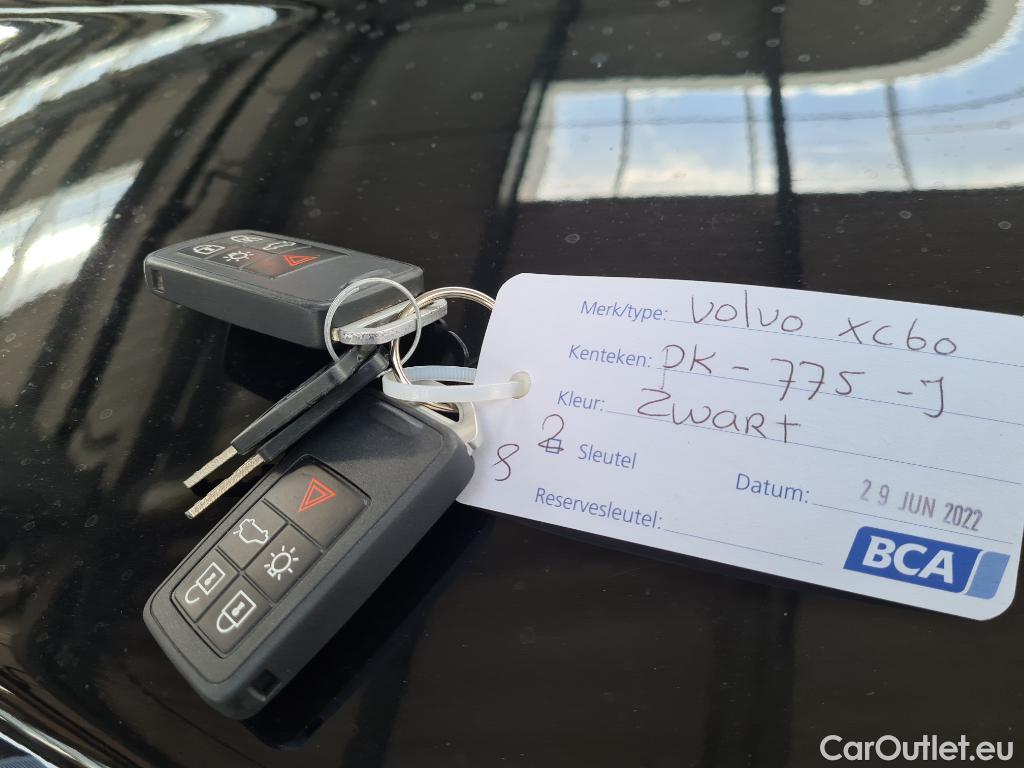 Merk/type: Volvo XC60
Kenteken: PK-775-J
Kleur: Zwart
2 Sleutel
8
Datum: 29 JUN 2022
Reservesleutel:
BCA
CarOutlet.eu